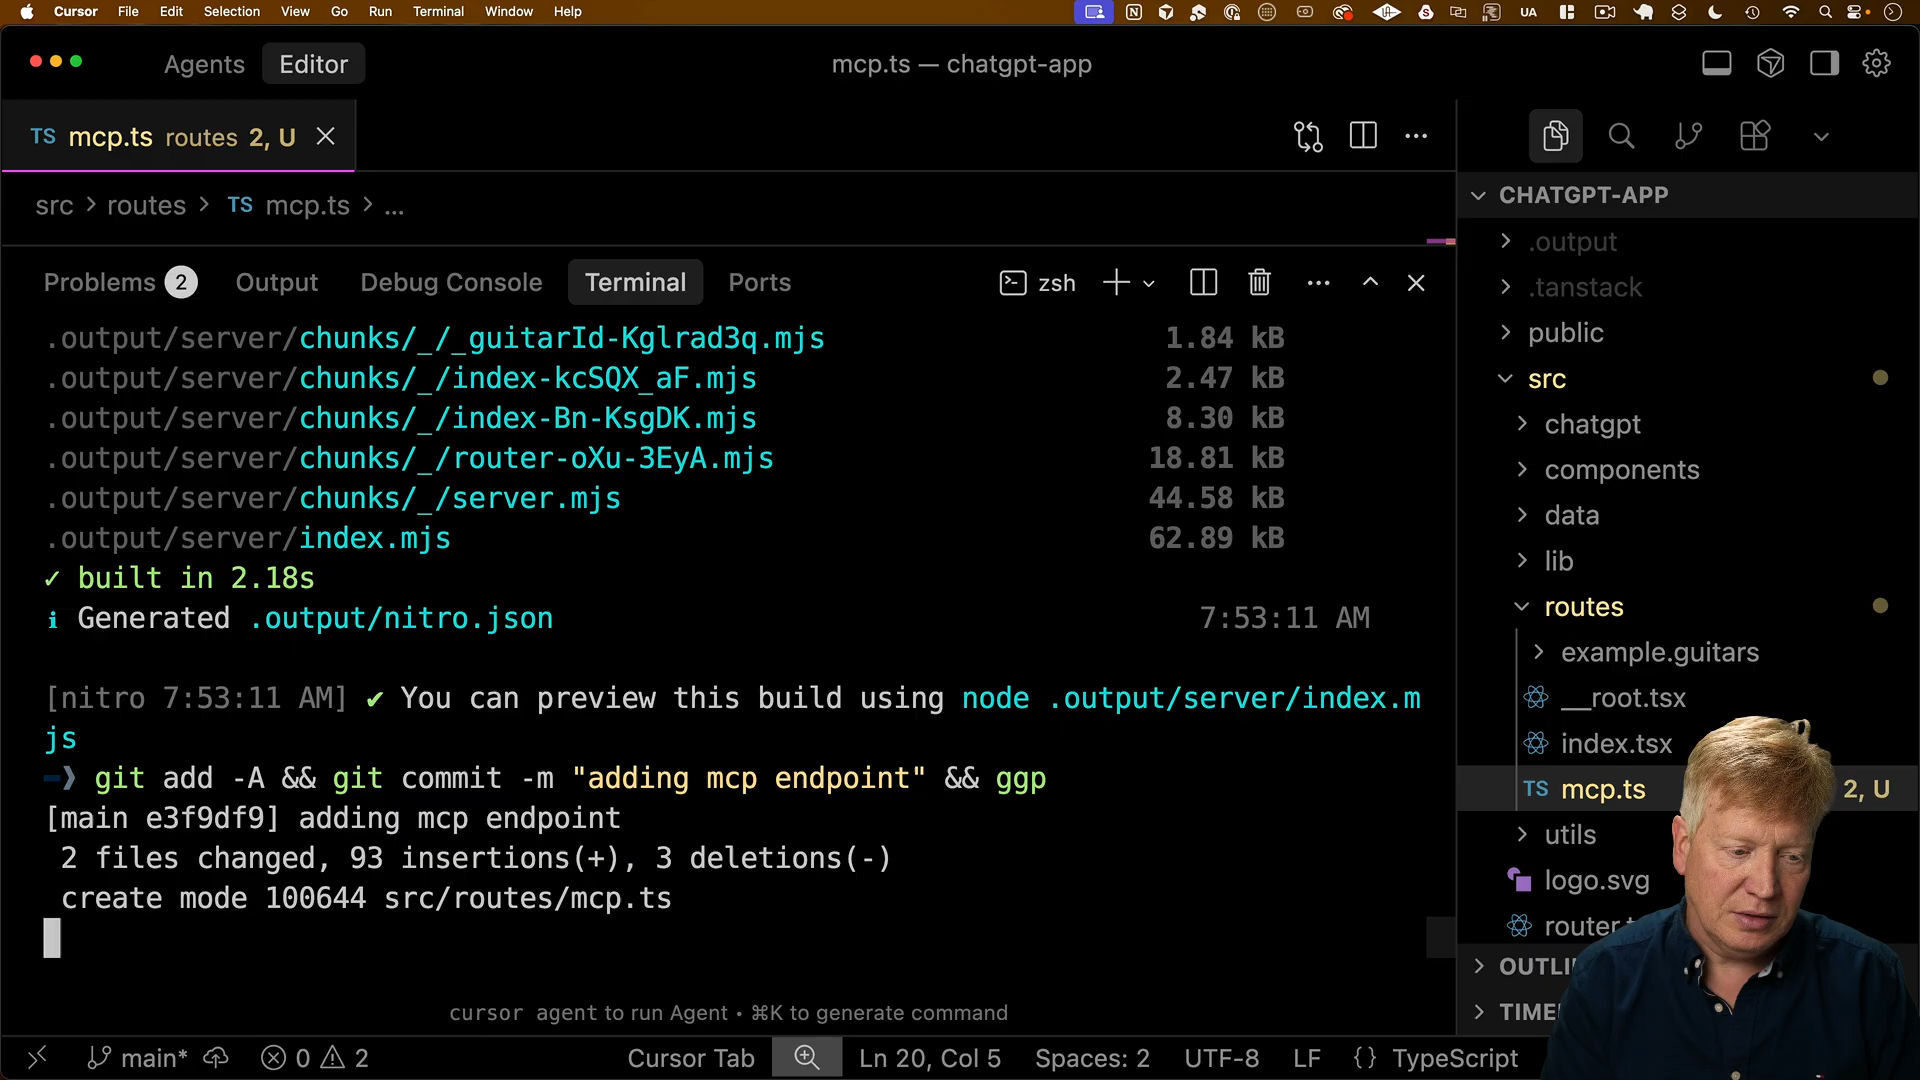 Cursor File Edit Selection View Go Run Terminal Window Help UA
Agents Editor mcp.ts — chatgpt-app
TS mcp.ts routes 2, U
src > routes > TS mcp.ts > ...
Problems 2 Output Debug Console Terminal Ports zsh
.output/server/chunks/_/_guitarId-Kglrad3q.mjs 1.84 kB
.output/server/chunks/_/index-kcSQX_aF.mjs 2.47 kB
.output/server/chunks/_/index-Bn-KsgDK.mjs 8.30 kB
.output/server/chunks/_/router-oXu-3EyA.mjs 18.81 kB
.output/server/chunks/_/server.mjs 44.58 kB
.output/server/index.mjs 62.89 kB
✓ built in 2.18s
i Generated .output/nitro.json 7:53:11 AM
[nitro 7:53:11 AM] ✔ You can preview this build using node .output/server/index.m
js
git add -A && git commit -m "adding mcp endpoint" && ggp
[main e3f9df9] adding mcp endpoint
2 files changed, 93 insertions(+), 3 deletions(-)
create mode 100644 src/routes/mcp.ts
cursor agent to run Agent • ⌘K to generate command
CHATGPT-APP
.output
.tanstack
public
src
chatgpt
components
data
lib
routes
example.guitars
__root.tsx
index.tsx
TS mcp.ts 2, U
utils
logo.svg
router.
OUTLI
TIME
main* 0 2 Cursor Tab Ln 20, Col 5 Spaces: 2 UTF-8 LF {} TypeScript